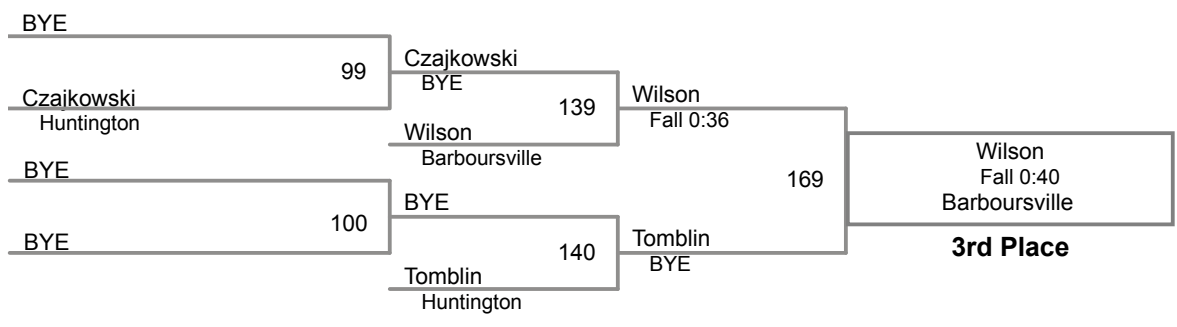 BYE
99
Czajkowski
Huntington
BYE
100
BYE
Czajkowski
BYE
139
Wilson
Barboursville
BYE
140
Tomblin
Huntington
Wilson
Fall 0:36
169
Tomblin
BYE
Wilson
Fall 0:40
Barboursville
3rd Place